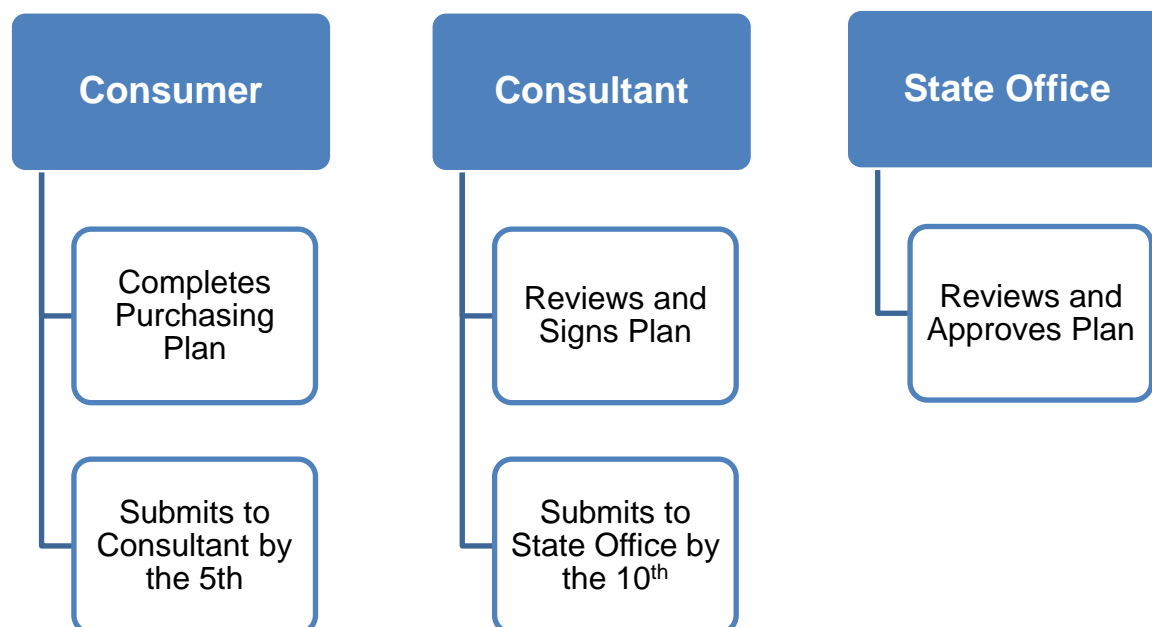 Consumer
Completes
Purchasing
Plan
Submits to
Consultant by
the 5th
Consultant
Reviews and
Signs Plan
Submits to
State Office by
the 10th
State Office
Reviews and
Approves Plan